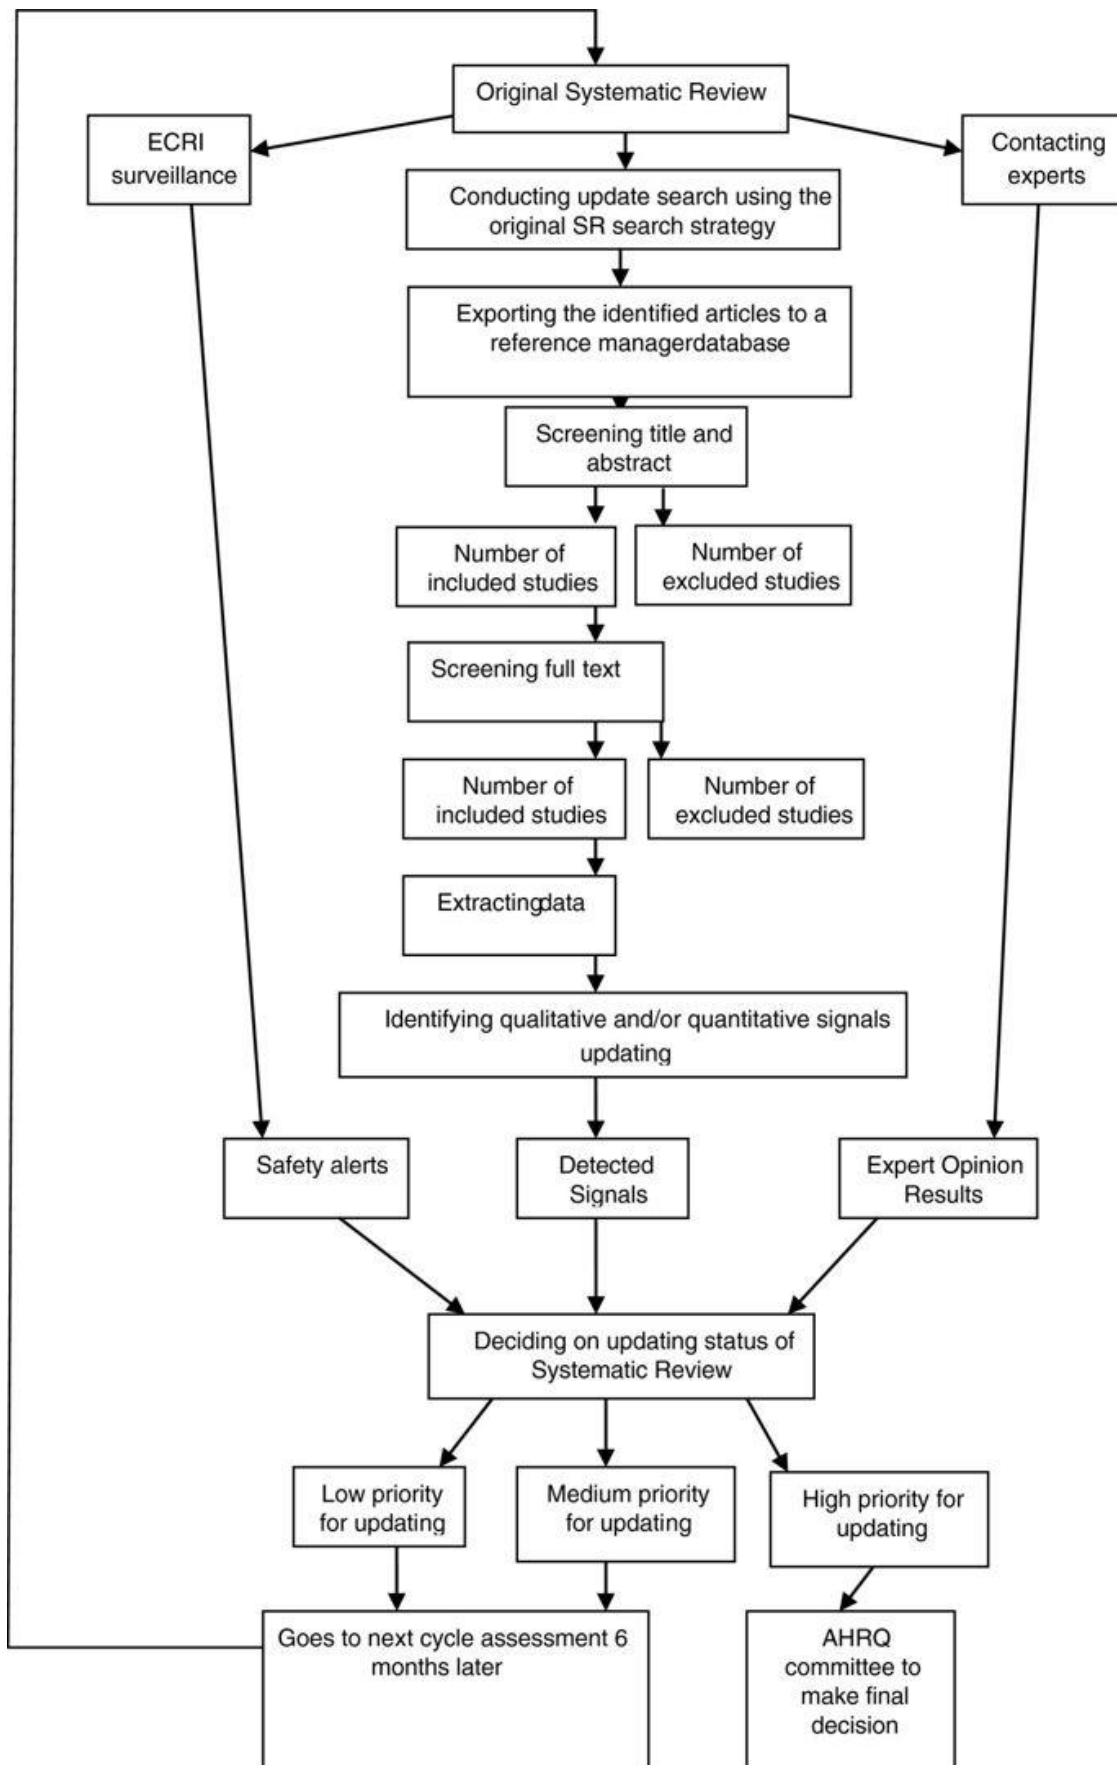 Original Systematic Review
ECRI
surveillance
Contacting
experts
Conducting update search using the
original SR search strategy
Exporting the identified articles to a
reference managerdatabase
Screening title and
abstract
Number of
included studies
Number of
excluded studies
Screening full text
Number of
included studies
Number of
excluded studies
Extractingdata
Identifying qualitative and/or quantitative signals
updating
Safety alerts
Detected
Signals
Expert Opinion
Results
Deciding on updating status of
Systematic Review
Low priority
for updating
Medium priority
for updating
High priority for
updating
Goes to next cycle assessment 6
months later
AHRQ
committee to
make final
decision